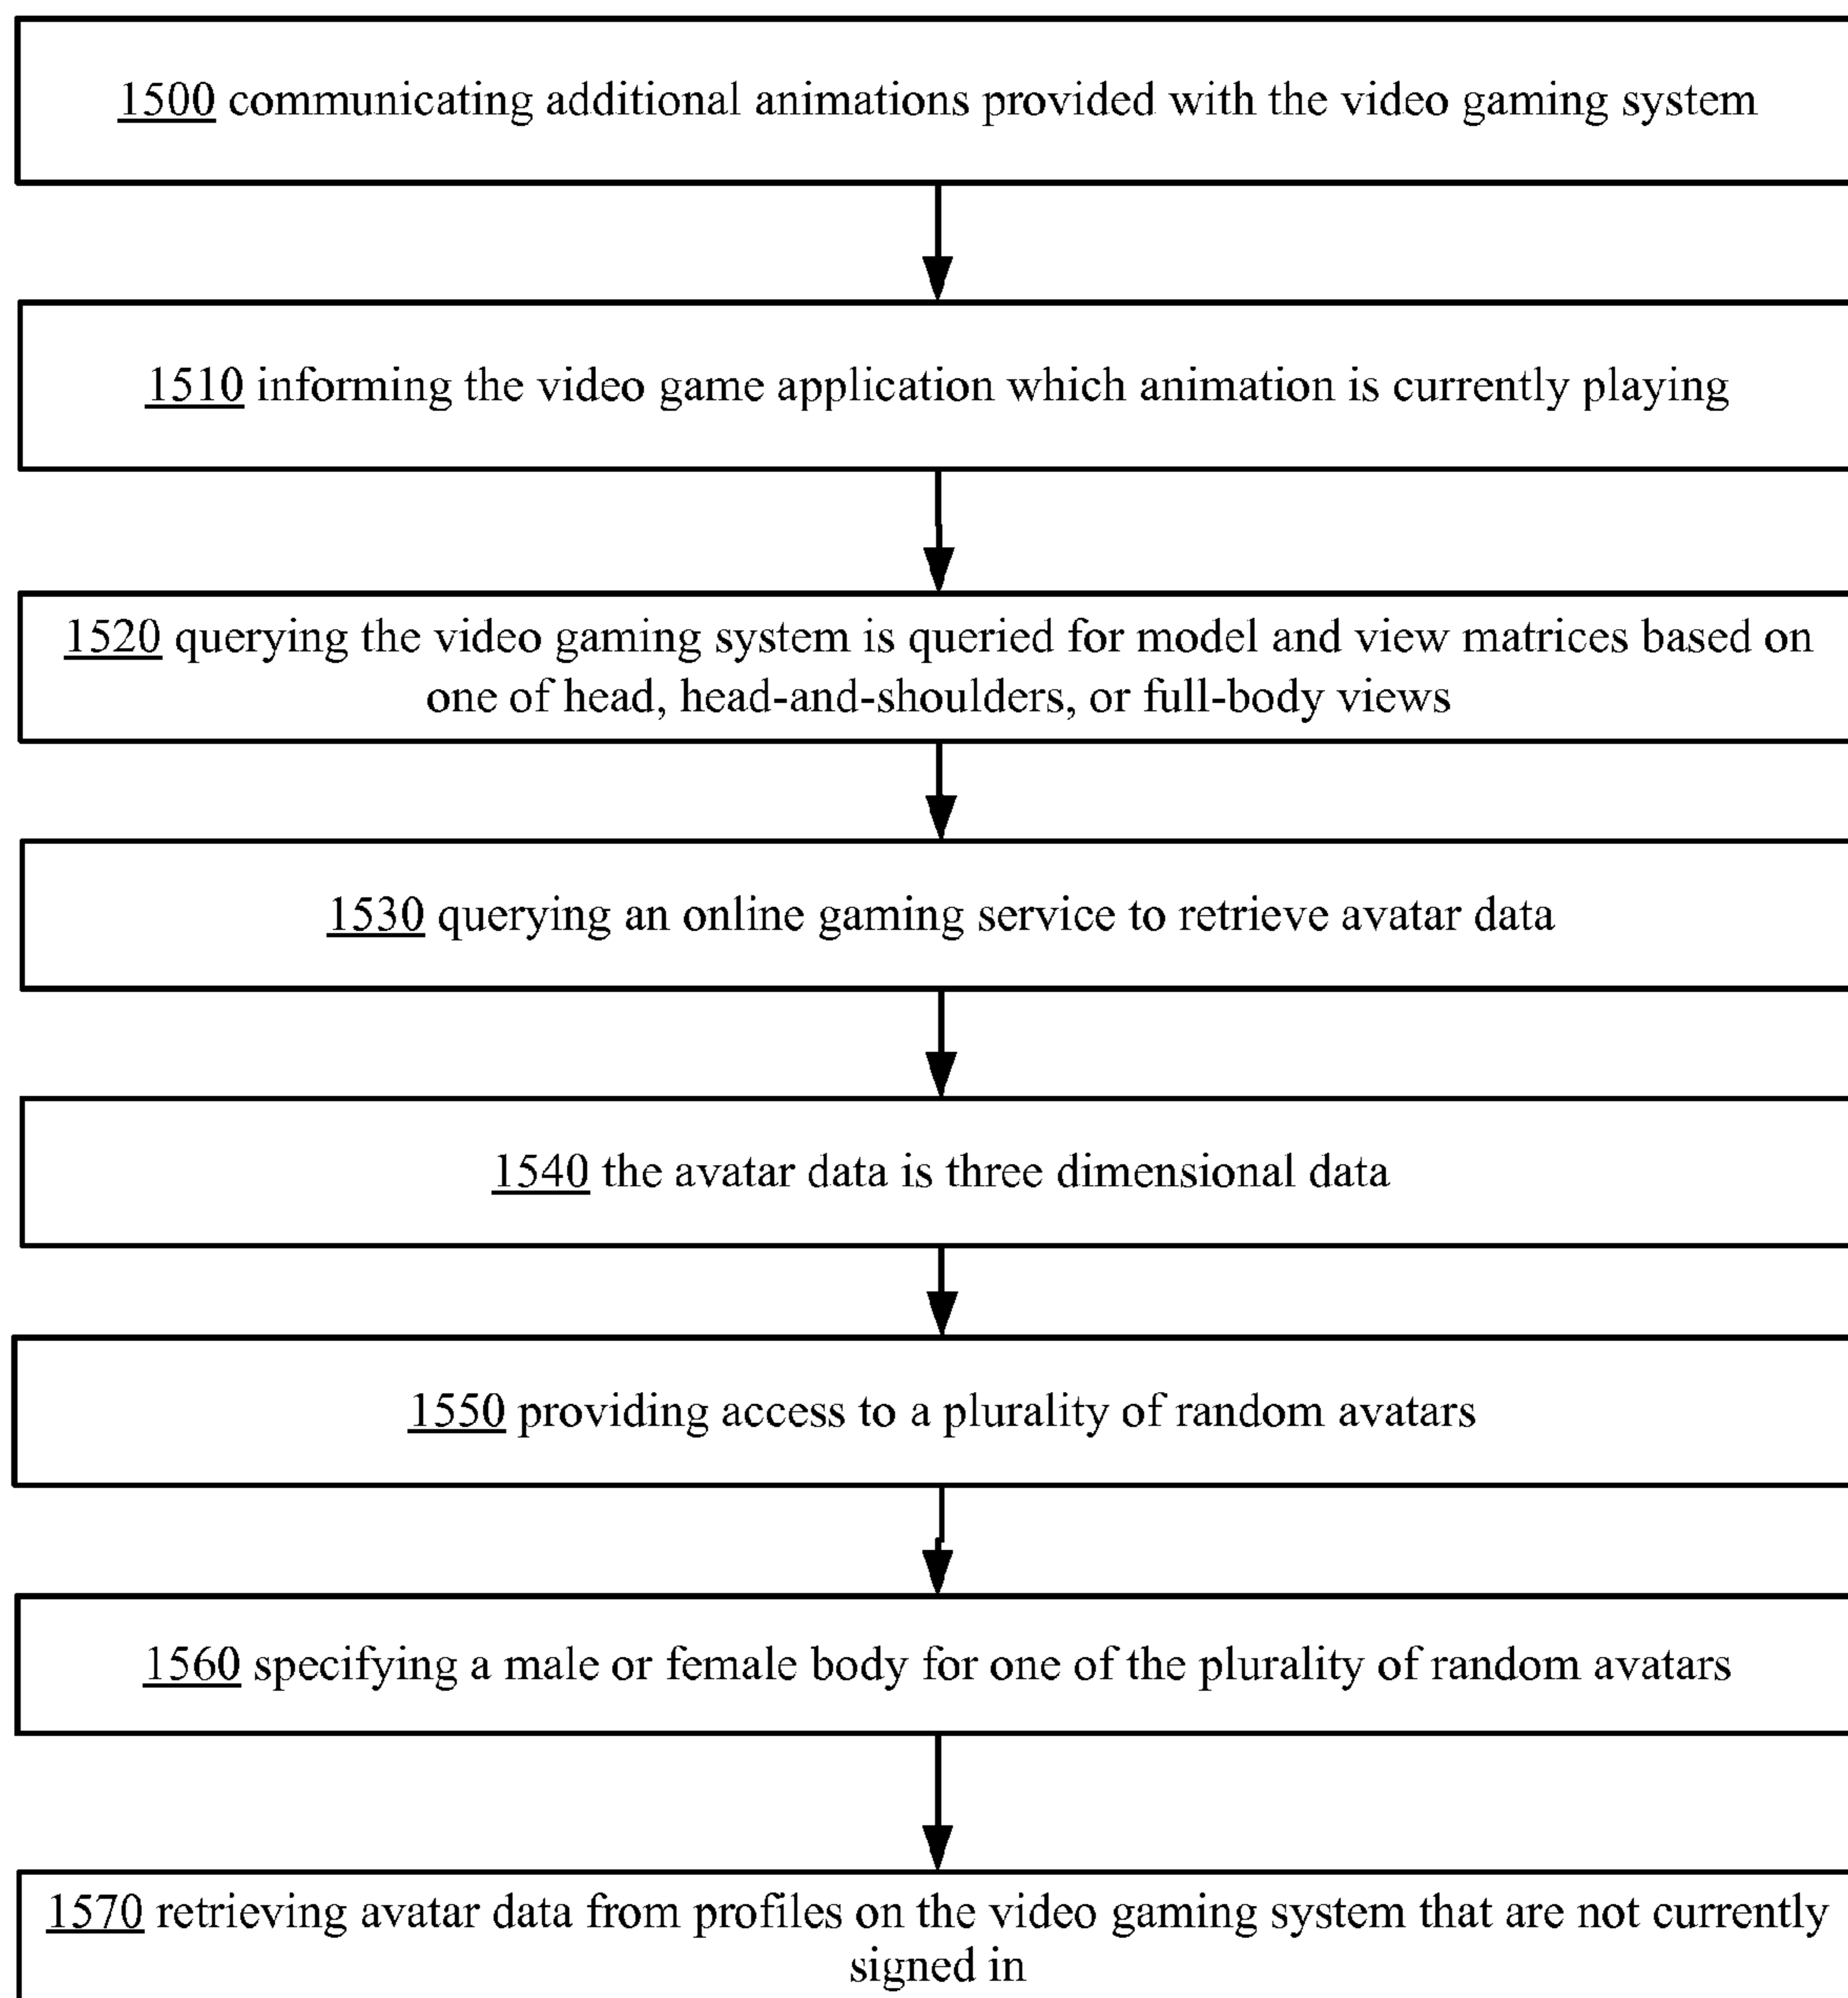 1500 communicating additional animations provided with the video gaming system
1510 informing the video game application which animation is currently playing
1520 querying the video gaming system is queried for model and view matrices based on
one of head, head-and-shoulders, or full-body views
1530 querying an online gaming service to retrieve avatar data
1540 the avatar data is three dimensional data
1550 providing access to a plurality of random avatars
1560 specifying a male or female body for one of the plurality of random avatars
1570 retrieving avatar data from profiles on the video gaming system that are not currently
signed in